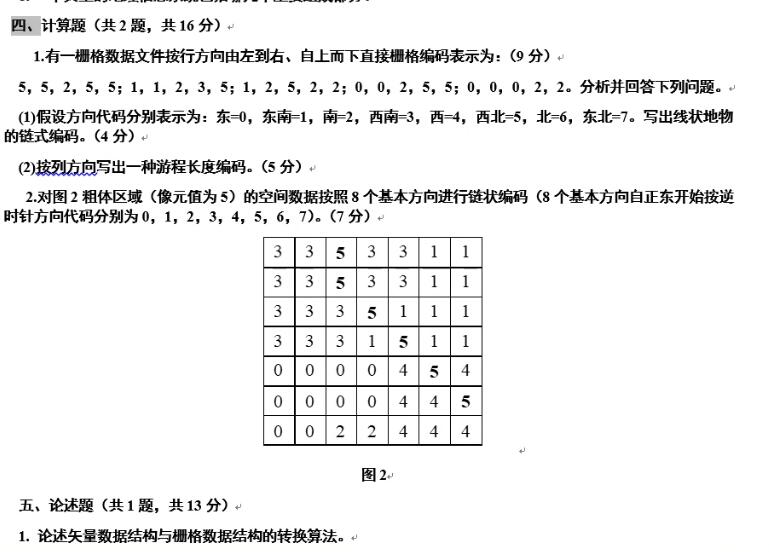 四、计算题（共 2 题，共 16 分）
1.有一栅格数据文件按行方向由左到右、自上而下直接栅格编码表示为：（9 分）
5，5，2，5，5；1，1，2，3，5；1，2，5，2，2；0，0，2，5，5；0，0，0，2，2。分析并回答下列问题。
(1)假设方向代码分别表示为：东=0，东南=1，南=2，西南=3，西=4，西北=5，北=6，东北=7。写出线状地物
的链式编码。（4 分）
(2)按列方向写出一种游程长度编码。（5 分）
2.对图 2 粗体区域（像元值为 5）的空间数据按照 8 个基本方向进行链状编码（8 个基本方向自正东开始按逆
时针方向代码分别为 0，1，2，3，4，5，6，7）。（7 分）
3 3 5 3 3 1 1
3 3 5 3 3 1 1
3 3 3 5 1 1 1
3 3 3 1 5 1 1
0 0 0 0 4 5 4
0 0 0 0 4 4 5
0 0 2 2 4 4 4
图 2
五、论述题（共 1 题，共 13 分）
1. 论述矢量数据结构与栅格数据结构的转换算法。